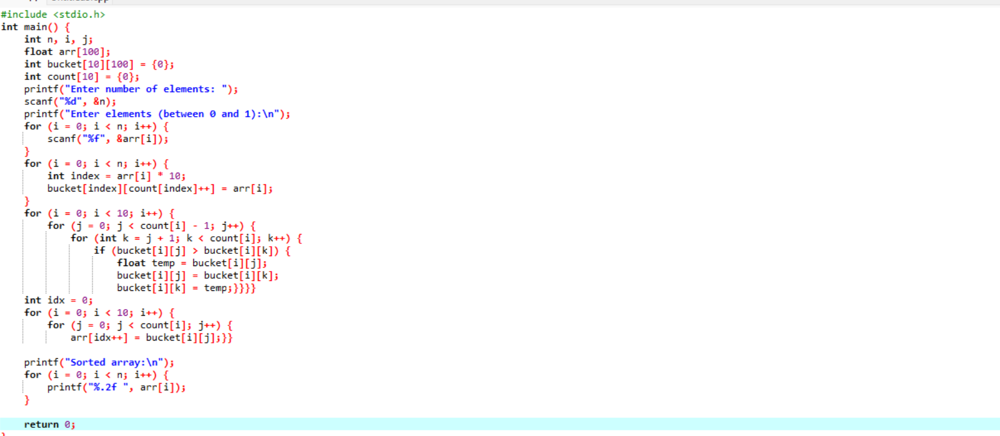 #include <stdio.h>
int main() {
    int n, i, j;
    float arr[100];
    int bucket[10][100] = {0};
    int count[10] = {0};
    printf("Enter number of elements: ");
    scanf("%d", &n);
    printf("Enter elements (between 0 and 1):\n");
    for (i = 0; i < n; i++) {
        scanf("%f", &arr[i]);
    }
    for (i = 0; i < n; i++) {
        int index = arr[i] * 10;
        bucket[index][count[index]++] = arr[i];
    }
    for (i = 0; i < 10; i++) {
        for (j = 0; j < count[i] - 1; j++) {
            for (int k = j + 1; k < count[i]; k++) {
                if (bucket[i][j] > bucket[i][k]) {
                    float temp = bucket[i][j];
                    bucket[i][j] = bucket[i][k];
                    bucket[i][k] = temp;}}}}
    int idx = 0;
    for (i = 0; i < 10; i++) {
        for (j = 0; j < count[i]; j++) {
            arr[idx++] = bucket[i][j];}}
    printf("Sorted array:\n");
    for (i = 0; i < n; i++) {
        printf("%.2f ", arr[i]);
    }
    return 0;
}